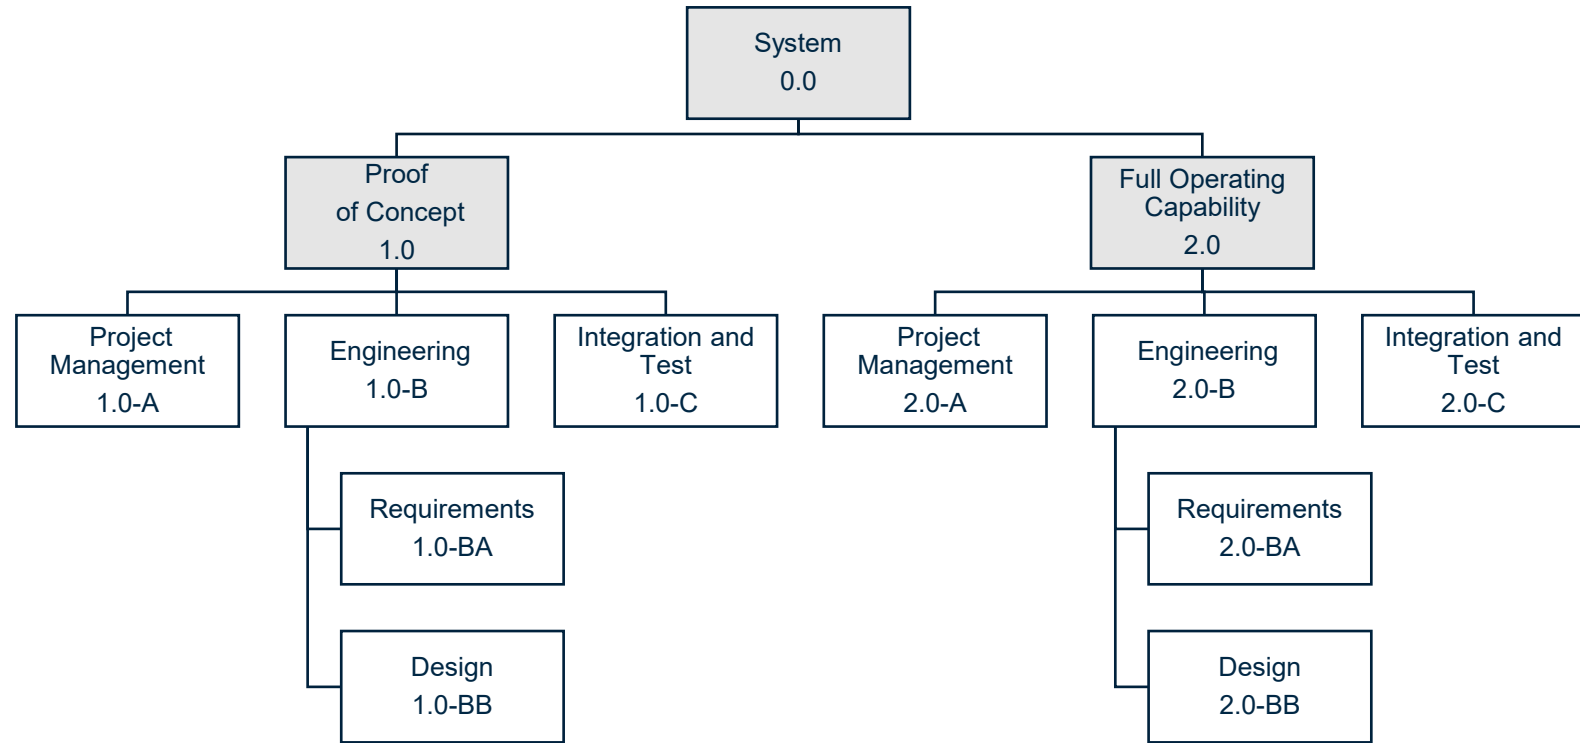 System
0.0
Proof
of Concept
1.0
Full Operating
Capability
2.0
Project
Management
1.0-A
Engineering
1.0-B
Integration and
Test
1.0-C
Project
Management
2.0-A
Engineering
2.0-B
Integration and
Test
2.0-C
Requirements
1.0-BA
Requirements
2.0-BA
Design
1.0-BB
Design
2.0-BB